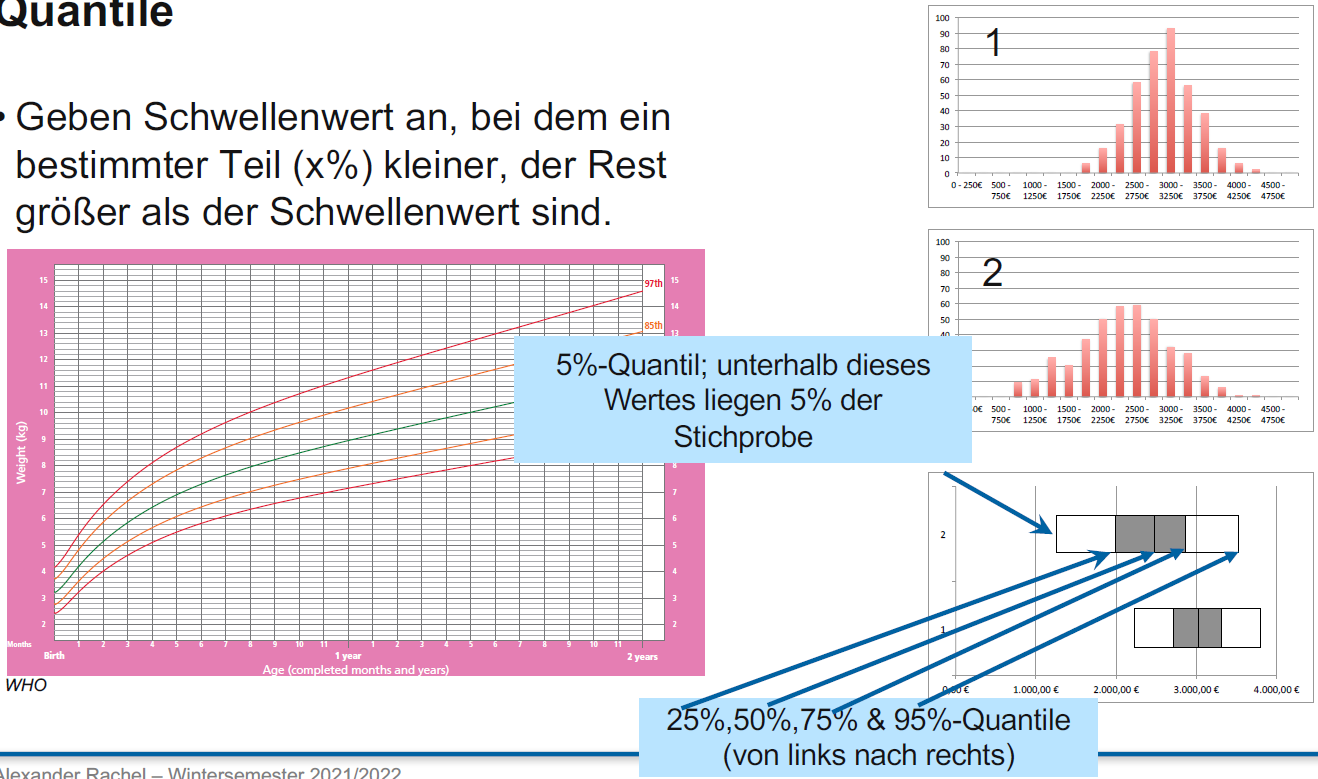 Quantile
• Geben Schwellenwert an, bei dem ein
bestimmter Teil (x%) kleiner, der Rest
größer als der Schwellenwert sind.
15
14
13
12
11
10
9
8
7
6
5
4
3
2
Weight (kg)
97th
85th
15
14
13
8
7
6
5
4
3
2
Months
1 2 3 4 5 6 7 8 9 10 11 1 2 3 4 5 6 7 8 9 10 11
Birth 1 year 2 years
Age (completed months and years)
WHO
5%-Quantil; unterhalb dieses
Wertes liegen 5% der
Stichprobe
1
100
90
80
70
60
50
40
30
20
10
0
0 - 250€ 500 - 1000 - 1500 - 2000 - 2500 - 3000 - 3500 - 4000 - 4500 -
750€ 1250€ 1750€ 2250€ 2750€ 3250€ 3750€ 4250€ 4750€
2
100
90
80
70
60
50
40
500 - 1000 - 1500 - 2000 - 2500 - 3000 - 3500 - 4000 - 4500 -
750€ 1250€ 1750€ 2250€ 2750€ 3250€ 3750€ 4250€ 4750€
2
1
0,00 € 1.000,00 € 2.000,00 € 3.000,00 € 4.000,00 €
25%,50%,75% & 95%-Quantile
(von links nach rechts)
Alexander Rachel – Wintersemester 2021/2022